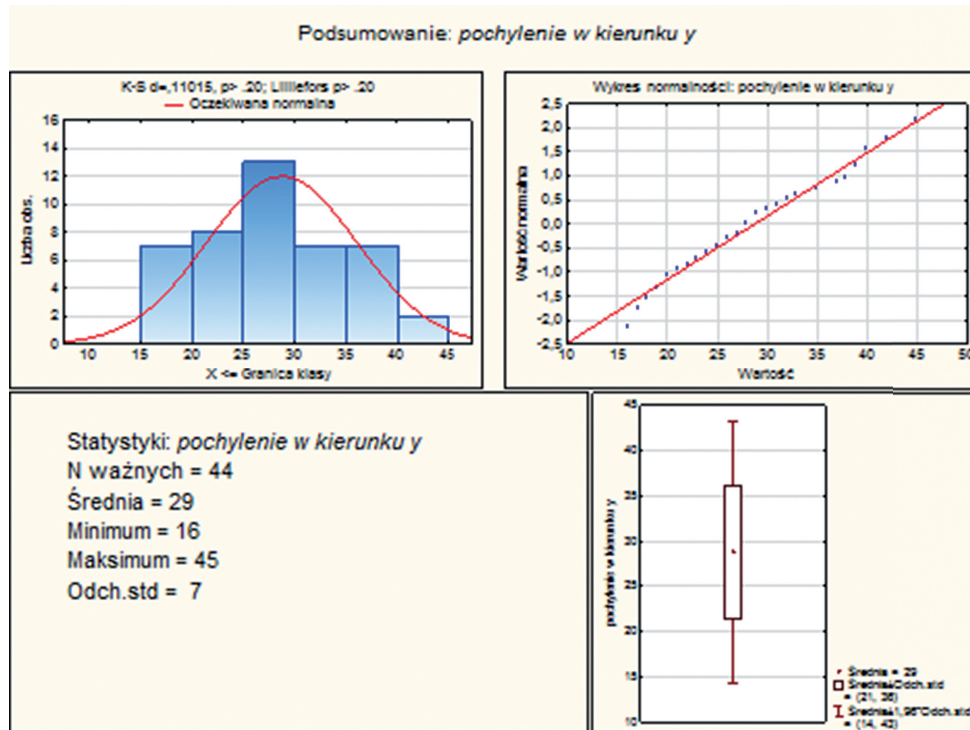 Podsumowanie: pochylenie w kierunku y
K-S d=,11015, p> .20; Lilliefors p> .20
Oczekiwana normalna
16
14
12
10
8
6
4
2
0
Liczba obs.
10 15 20 25 30 35 40 45
X <= Granica klasy
Wykres normalności: pochylenie w kierunku y
2,5
2,0
1,5
1,0
0,5
0,0
-0,5
-1,0
-1,5
-2,0
-2,5
Wartość normalna
10 15 20 25 30 35 40 45 50
Wartość
Statystyki: pochylenie w kierunku y
N ważnych = 44
Średnia = 29
Minimum = 16
Maksimum = 45
Odch.std = 7
45
40
35
30
25
20
15
10
pochylenie w kierunku y
Średnia = 29
Średnia±Odch.std
= (21, 36)
Średnia±1,96*Odch.std
= (14, 43)